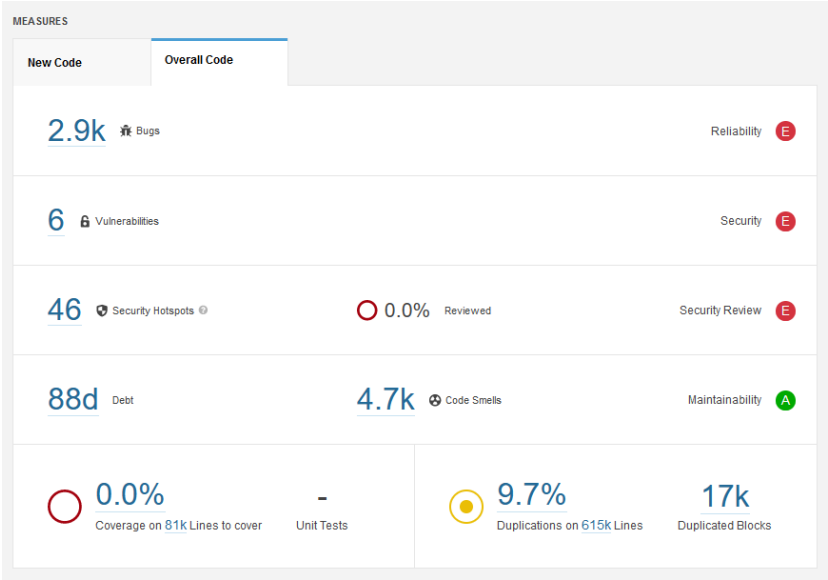 MEASURES
New Code
Overall Code
2.9k Bugs Reliability E
6 Vulnerabilities Security E
46 Security Hotspots ? 0.0% Reviewed Security Review E
88d Debt 4.7k Code Smells Maintainability A
0.0% - 9.7% 17k
Coverage on 81k Lines to cover Unit Tests Duplications on 615k Lines Duplicated Blocks